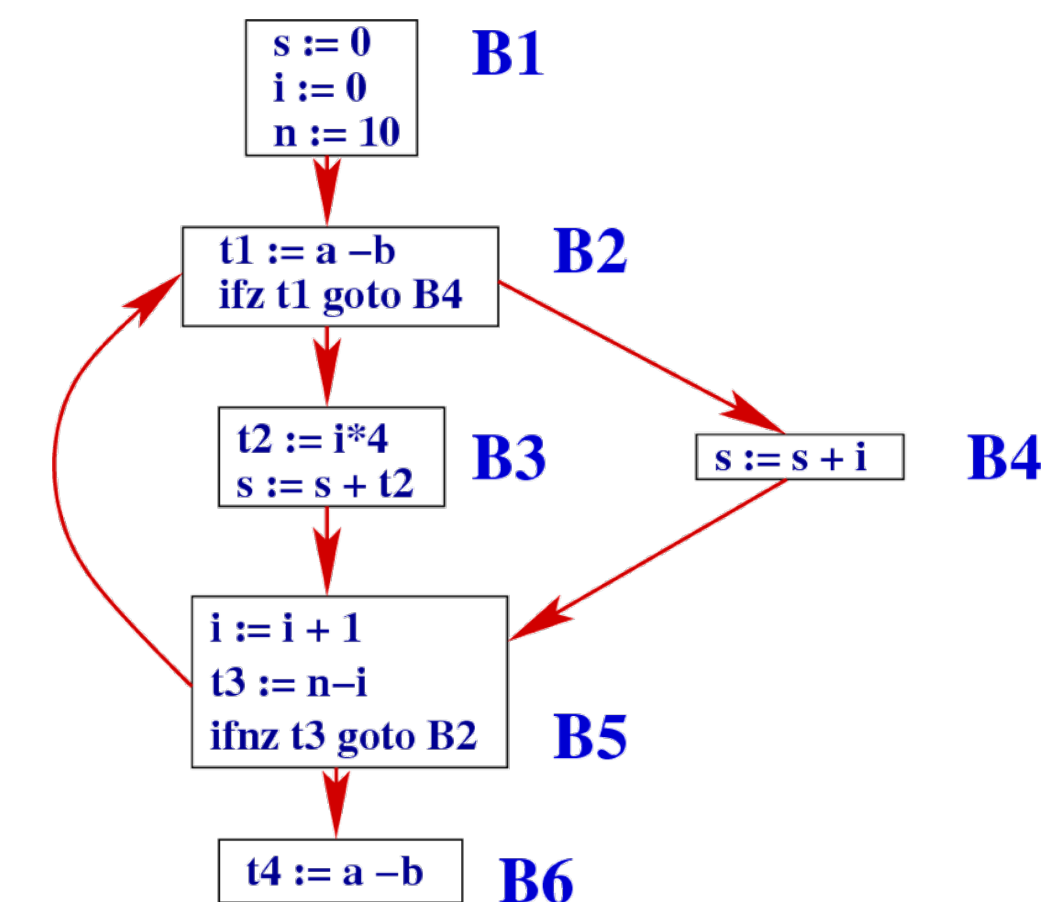 s := 0
i := 0
n := 10
B1
t1 := a −b
ifz t1 goto B4
B2
t2 := i*4
s := s + t2
B3
s := s + i
B4
i := i + 1
t3 := n−i
ifnz t3 goto B2
B5
t4 := a −b
B6